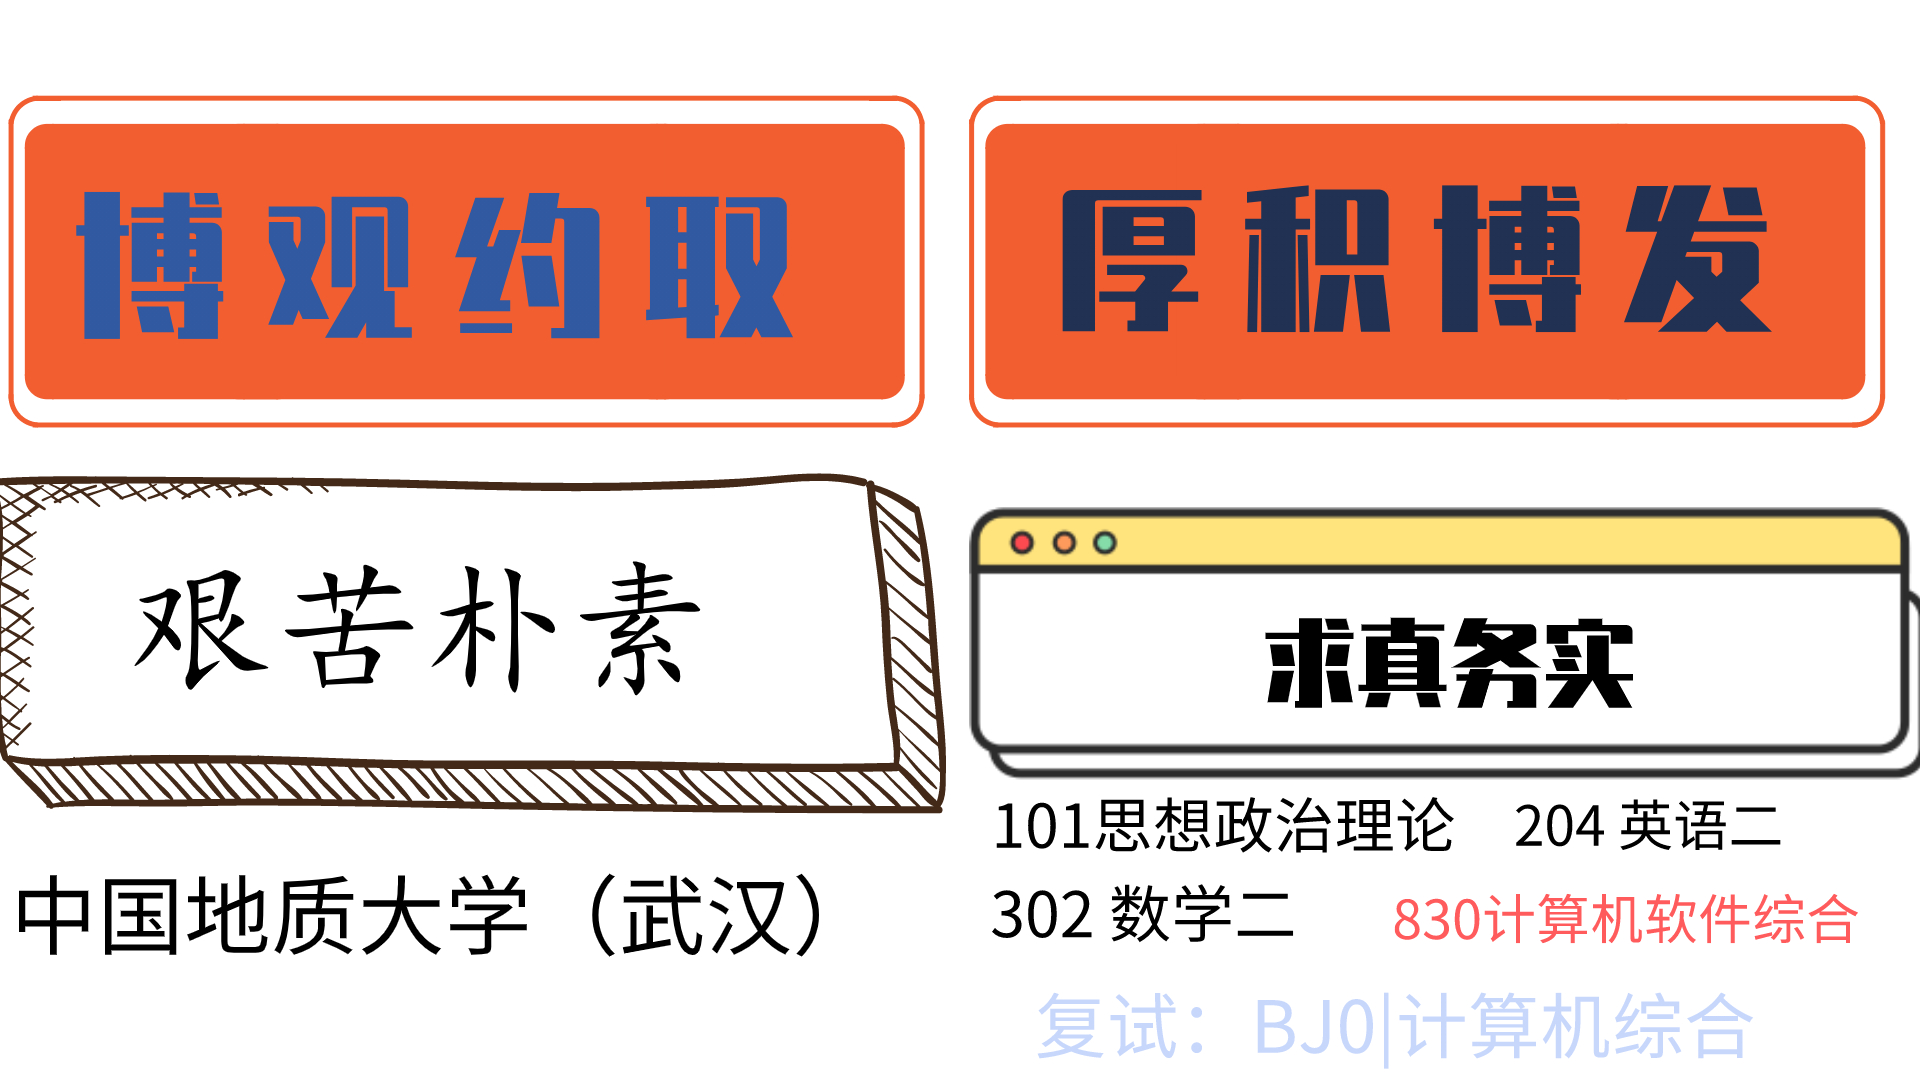 博观约取
厚积博发
艰苦朴素
求真务实
101思想政治理论 204 英语二
302 数学二 830计算机软件综合
中国地质大学（武汉）
复试：BJ0|计算机综合